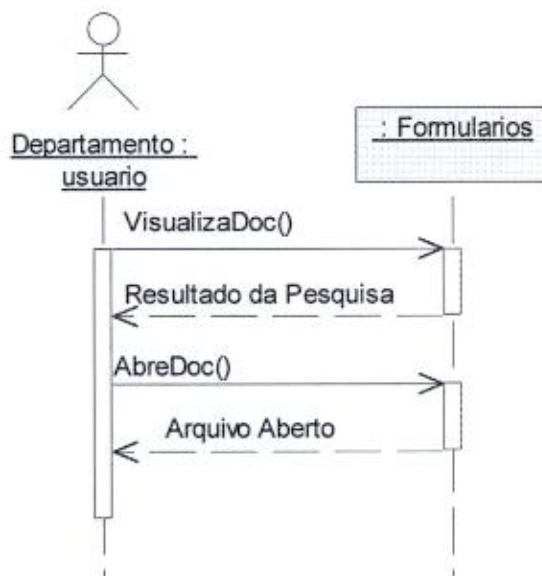 Departamento :
usuario
: Formularios
VisualizaDoc()
Resultado da Pesquisa
AbreDoc()
Arquivo Aberto